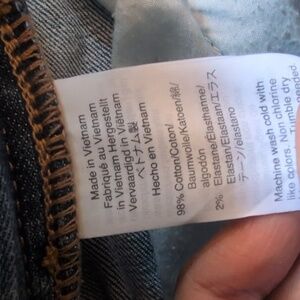 Made in Vietnam
Fabriqué au Vietnam
in Vietnam Hergestellt
Vervaardigd in Vietnam
ベトナム製
Hecho en Vietnam
98% Cotton/Coton/
Baumwolle/Katoen/綿/
algodón
2% Elastane/Elasthanne/
Elastan/Elastaan/エラス
テーン/elastano
Machine wash cold with
like colors. Non-chlorine
Tumble dry